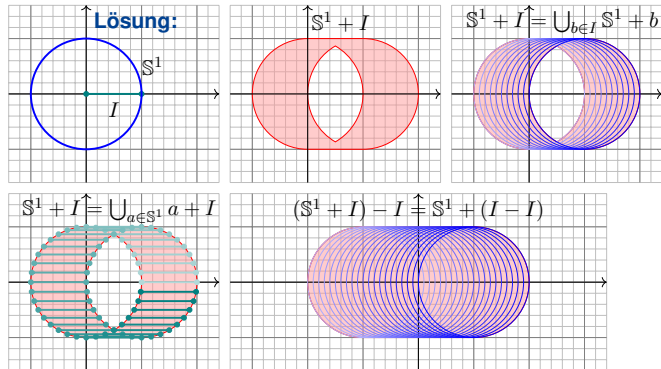 Lösung:
𝕊¹
I
𝕊¹ + I
𝕊¹ + I = ⋃_{b∈I} 𝕊¹ + b
𝕊¹ + I = ⋃_{a∈𝕊¹} a + I
(𝕊¹ + I) − I = 𝕊¹ + (I − I)